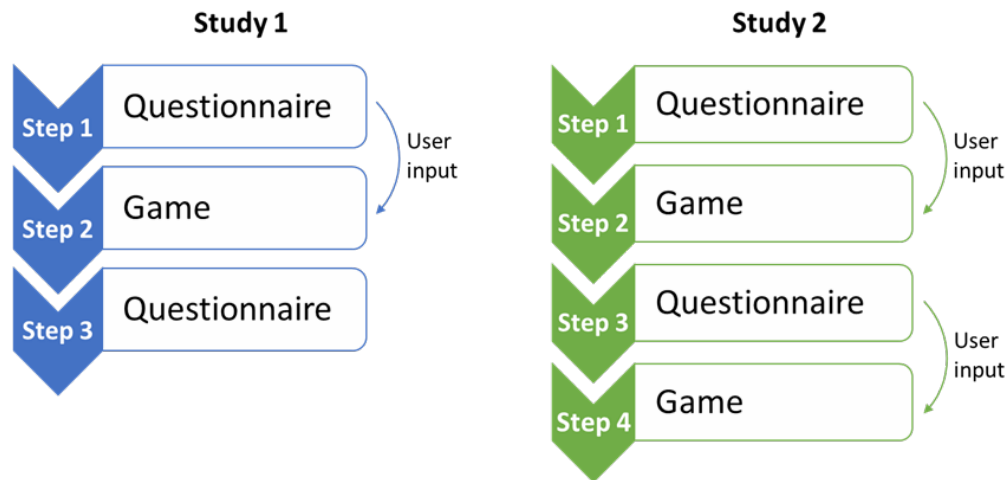 Study 1
Step 1
Questionnaire
User
input
Step 2
Game
Step 3
Questionnaire
Study 2
Step 1
Questionnaire
User
input
Step 2
Game
Step 3
Questionnaire
User
input
Step 4
Game